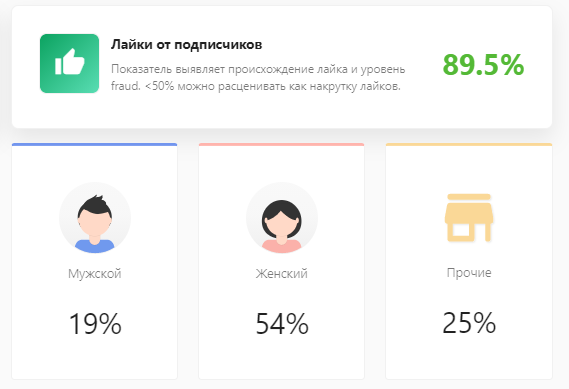 Лайки от подписчиков
Показатель выявляет происхождение лайка и уровень
fraud. <50% можно расценивать как накрутку лайков.
89.5%
Мужской
19%
Женский
54%
Прочие
25%